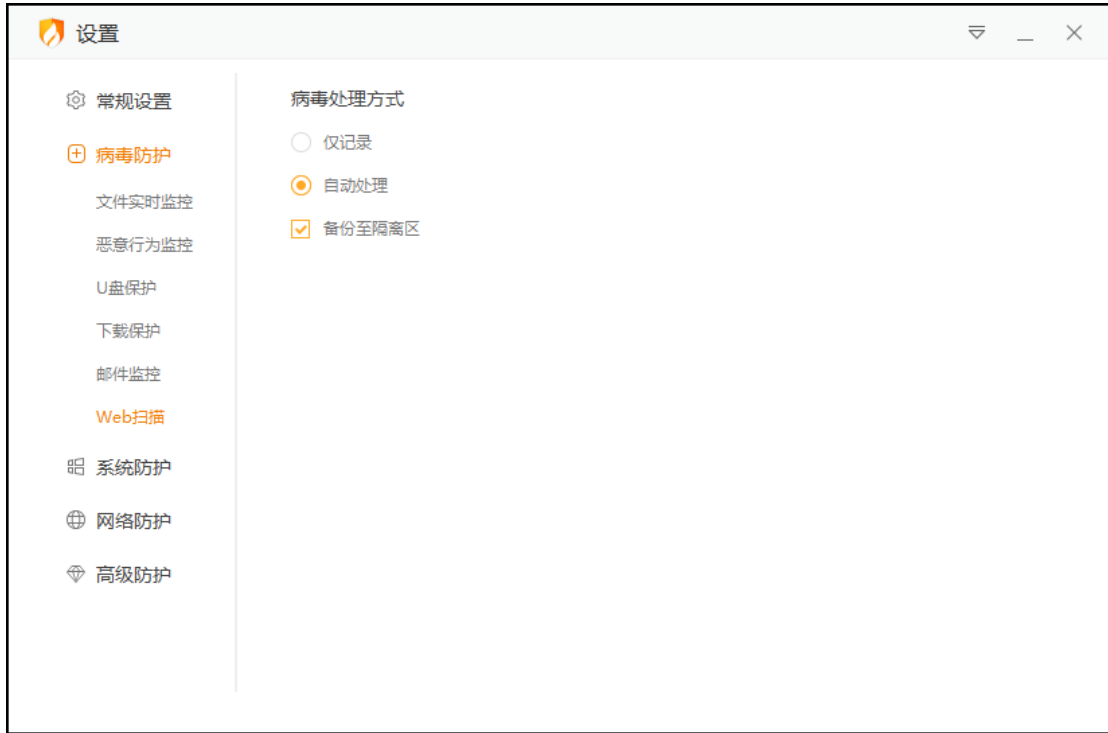 设置
常规设置
病毒防护
文件实时监控
恶意行为监控
U盘保护
下载保护
邮件监控
Web扫描
系统防护
网络防护
高级防护
病毒处理方式
仅记录
自动处理
备份至隔离区